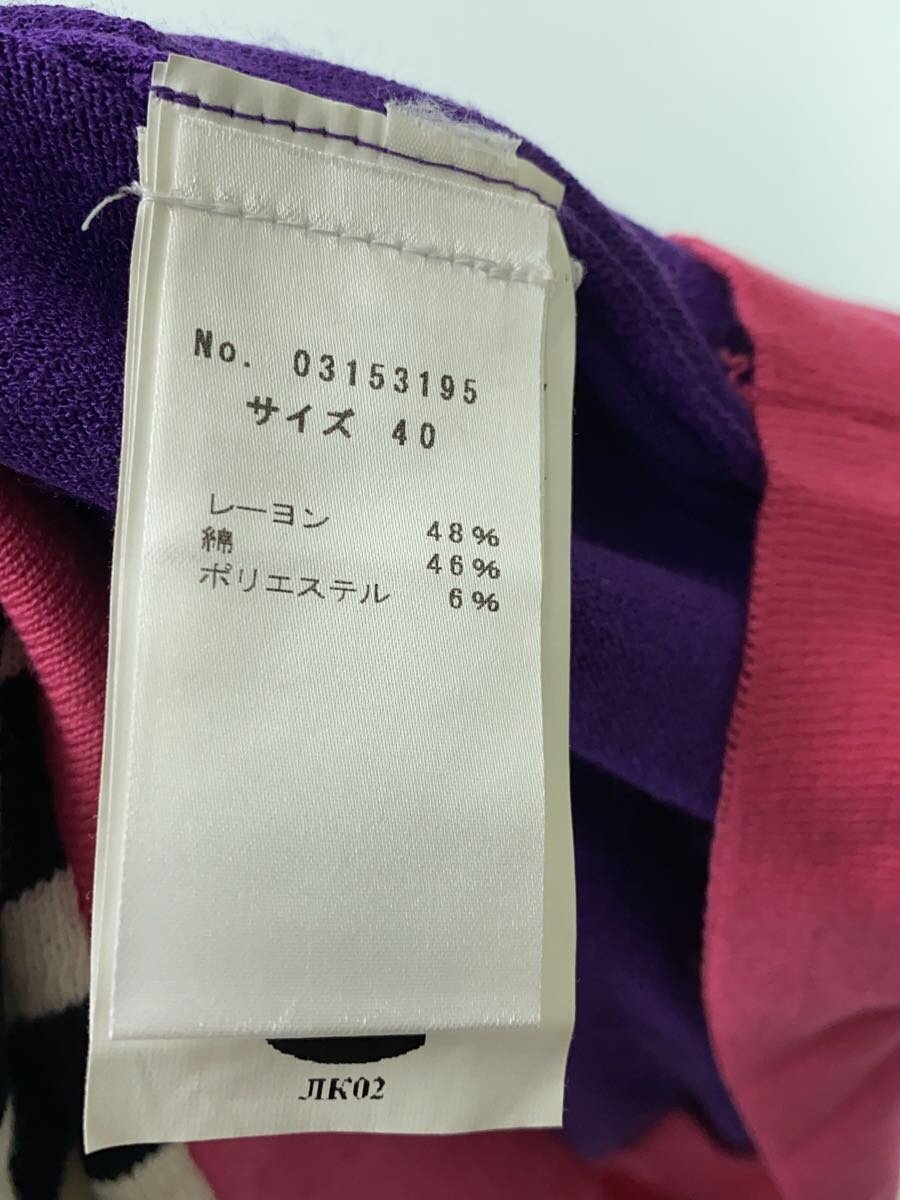 No. 03153195
サイズ 40
レーヨン 48%
綿 46%
ポリエステル 6%
ЛК02